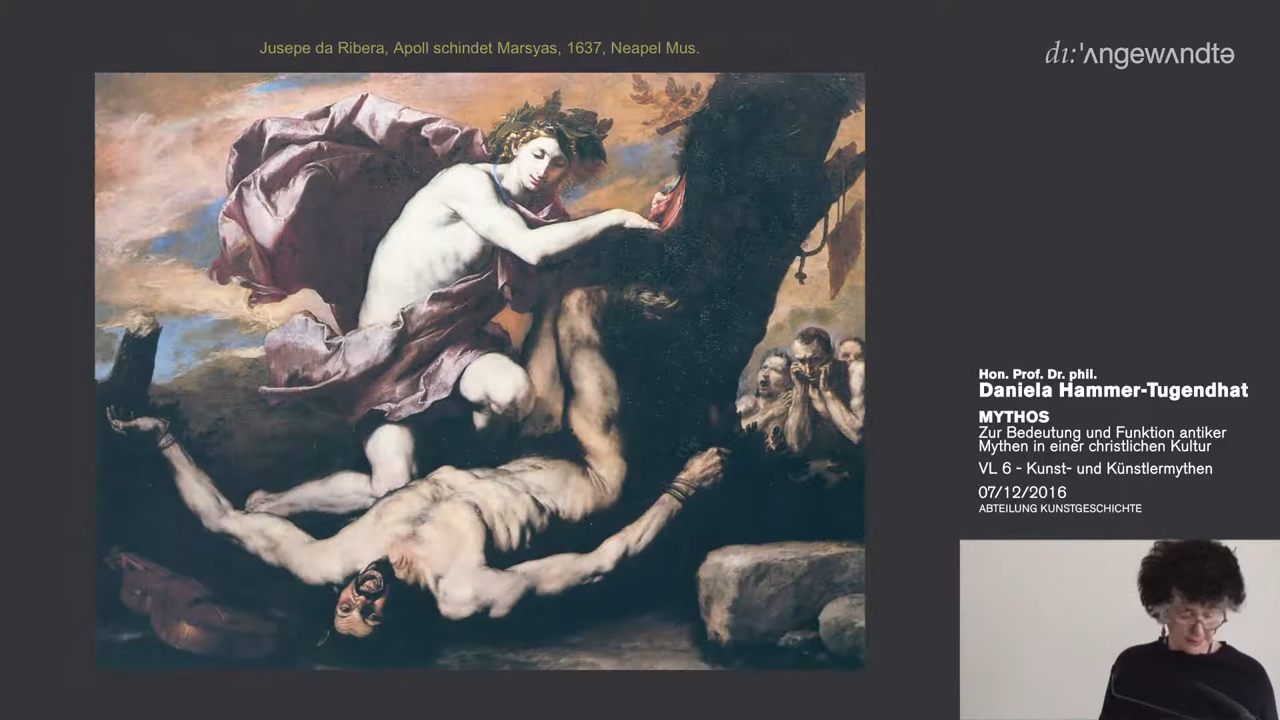 Jusepe da Ribera, Apoll schindet Marsyas, 1637, Neapel Mus.
dı:'ʌngewʌndtə
Hon. Prof. Dr. phil.
Daniela Hammer-Tugendhat
MYTHOS
Zur Bedeutung und Funktion antiker
Mythen in einer christlichen Kultur
VL 6 - Kunst- und Künstlermythen
07/12/2016
ABTEILUNG KUNSTGESCHICHTE